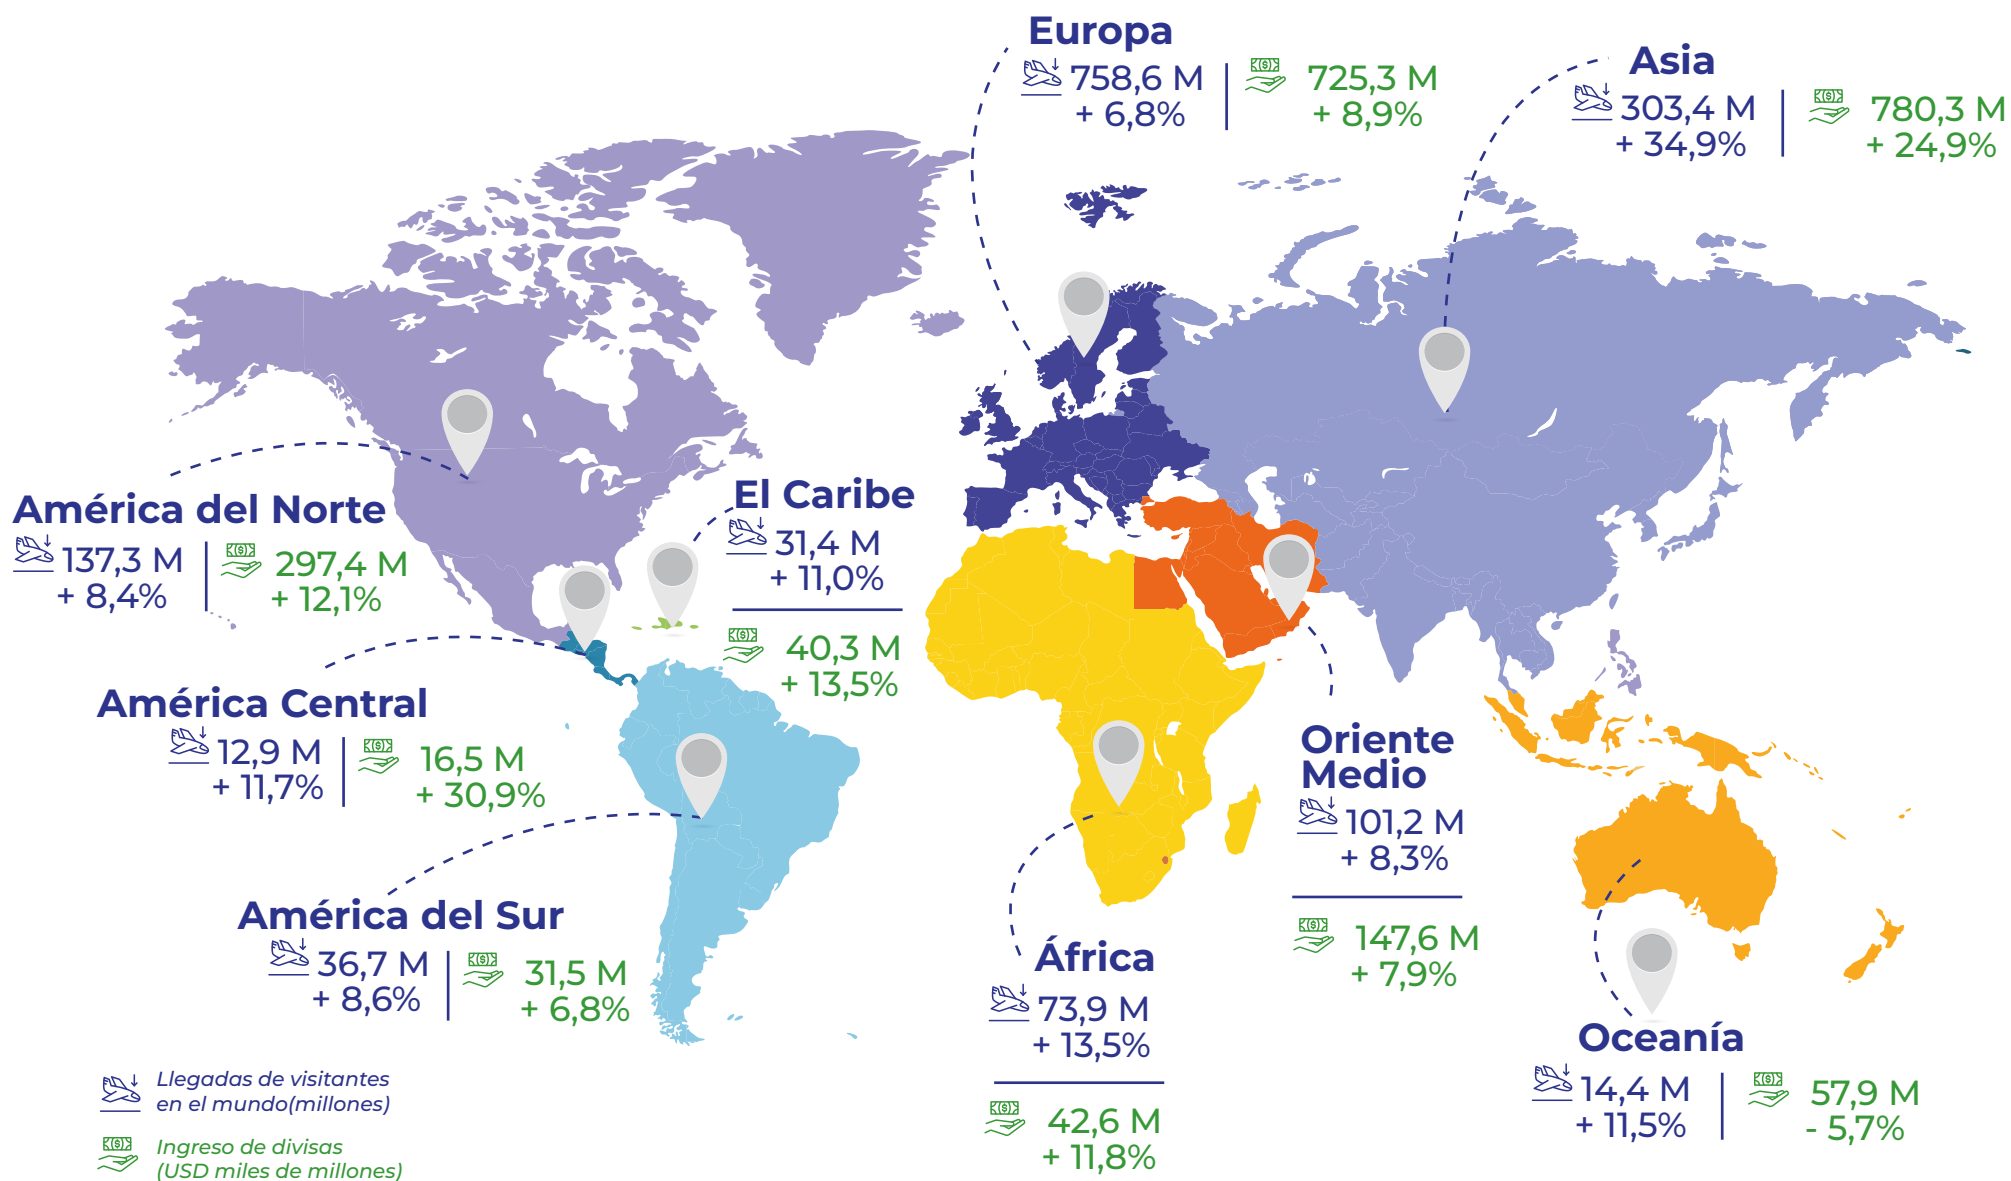 Europa
758,6 M
+ 6,8%
725,3 M
+ 8,9%
Asia
303,4 M
+ 34,9%
780,3 M
+ 24,9%
América del Norte
137,3 M
+ 8,4%
297,4 M
+ 12,1%
El Caribe
31,4 M
+ 11,0%
40,3 M
+ 13,5%
América Central
12,9 M
+ 11,7%
16,5 M
+ 30,9%
Oriente
Medio
101,2 M
+ 8,3%
147,6 M
+ 7,9%
América del Sur
36,7 M
+ 8,6%
31,5 M
+ 6,8%
África
73,9 M
+ 13,5%
42,6 M
+ 11,8%
Oceanía
14,4 M
+ 11,5%
57,9 M
- 5,7%
Llegadas de visitantes
en el mundo(millones)
Ingreso de divisas
(USD miles de millones)